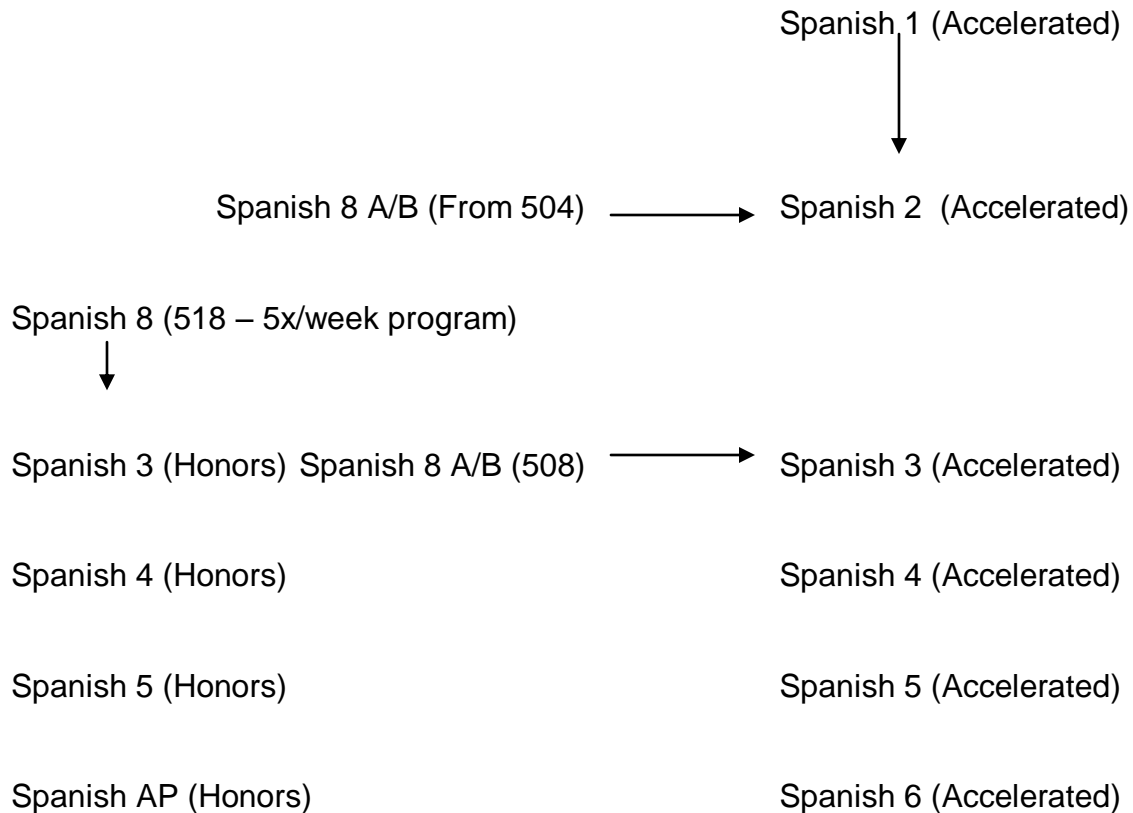 Spanish 1 (Accelerated)
Spanish 8 A/B (From 504) Spanish 2 (Accelerated)
Spanish 8 (518 – 5x/week program)
Spanish 3 (Honors) Spanish 8 A/B (508) Spanish 3 (Accelerated)
Spanish 4 (Honors) Spanish 4 (Accelerated)
Spanish 5 (Honors) Spanish 5 (Accelerated)
Spanish AP (Honors) Spanish 6 (Accelerated)